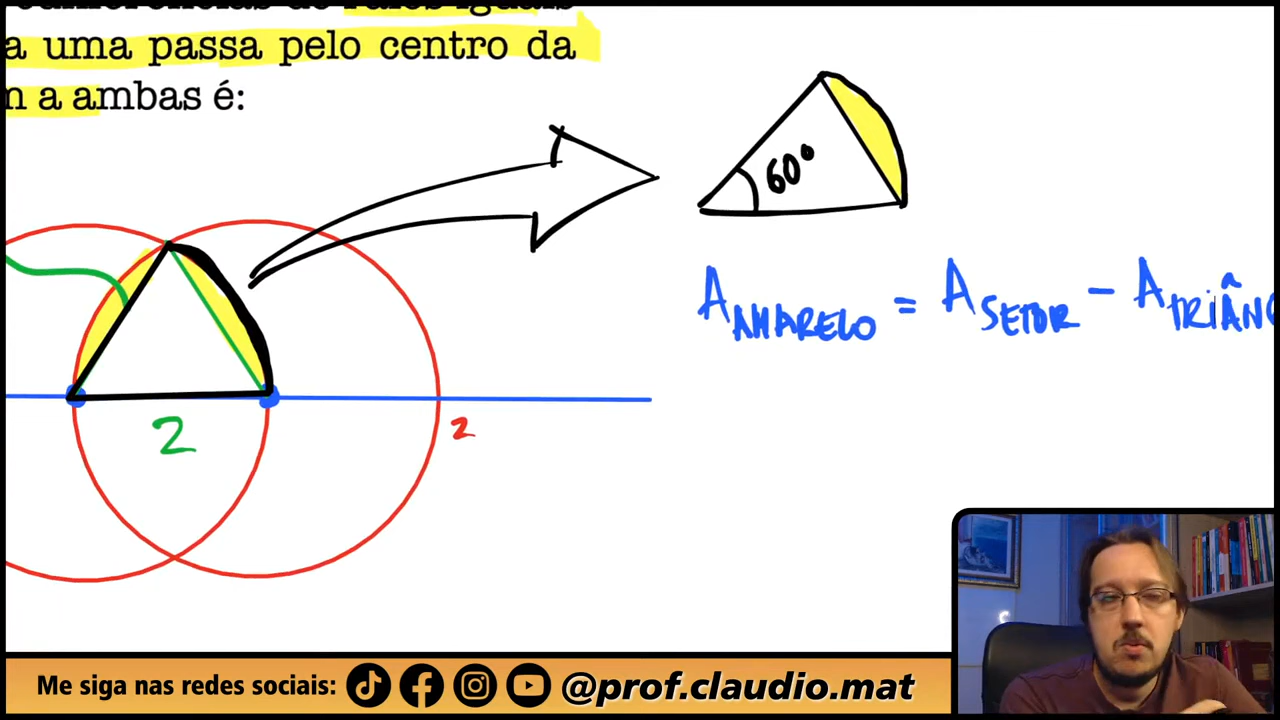 a uma passa pelo centro da
m a ambas é:
60°
A AMARELO = A SETOR - A
2
2
Me siga nas redes sociais: @prof.claudio.mat